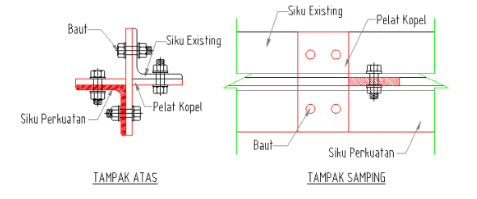 Baut
Siku Existing
Pelat Kopel
Siku Perkuatan
TAMPAK ATAS
Siku Existing
Pelat Kopel
Baut
Siku Perkuatan
TAMPAK SAMPING